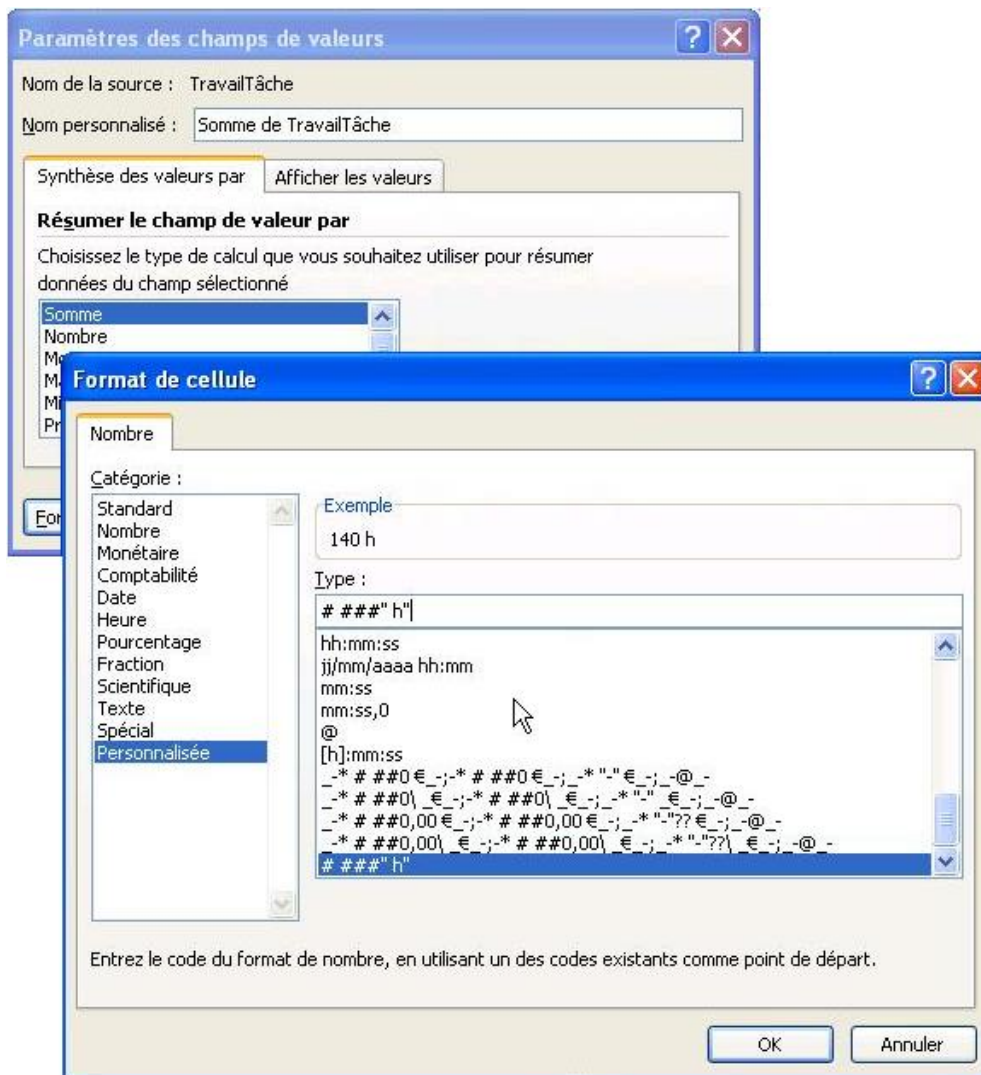 Paramètres des champs de valeurs
Nom de la source : TravailTâche
Nom personnalisé : Somme de TravailTâche
Synthèse des valeurs par Afficher les valeurs
Résumer le champ de valeur par
Choisissez le type de calcul que vous souhaitez utiliser pour résumer
données du champ sélectionné
Somme
Nombre
Mi
Pr
Format de cellule
Nombre
Catégorie :
Standard
Nombre
Monétaire
Comptabilité
Date
Heure
Pourcentage
Fraction
Scientifique
Texte
Spécial
Personnalisée
Exemple
140 h
Type :
# ###" h"
hh:mm:ss
jj/mm/aaaa hh:mm
mm:ss
mm:ss,0
@
[h]:mm:ss
_-* # ##0 €_-;-* # ##0 €_-;_-* "-" €_-;_-@_-
_-* # ##0\ _€_-;-* # ##0\ _€_-;_-* "-"\ _€_-;_-@_-
_-* # ##0,00 €_-;-* # ##0,00 €_-;_-* "-"?? €_-;_-@_-
_-* # ##0,00\ _€_-;-* # ##0,00\ _€_-;_-* "-"??\ _€_-;_-@_-
# ###" h"
Entrez le code du format de nombre, en utilisant un des codes existants comme point de départ.
OK Annuler